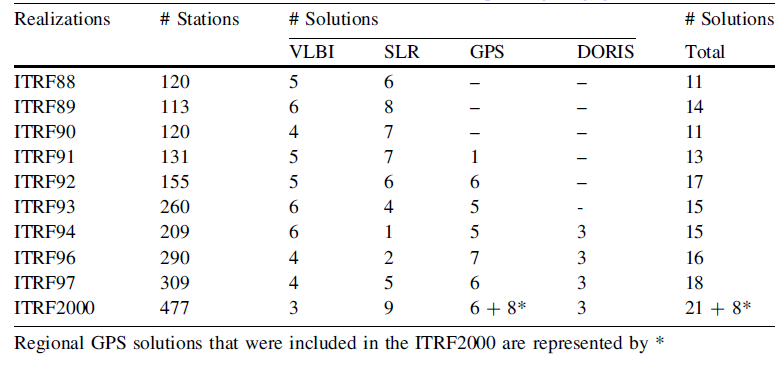 Realizations # Stations # Solutions # Solutions
VLBI SLR GPS DORIS Total
ITRF88 120 5 6 – – 11
ITRF89 113 6 8 – – 14
ITRF90 120 4 7 – – 11
ITRF91 131 5 7 1 – 13
ITRF92 155 5 6 6 – 17
ITRF93 260 6 4 5 - 15
ITRF94 209 6 1 5 3 15
ITRF96 290 4 2 7 3 16
ITRF97 309 4 5 6 3 18
ITRF2000 477 3 9 6 + 8* 3 21 + 8*
Regional GPS solutions that were included in the ITRF2000 are represented by *